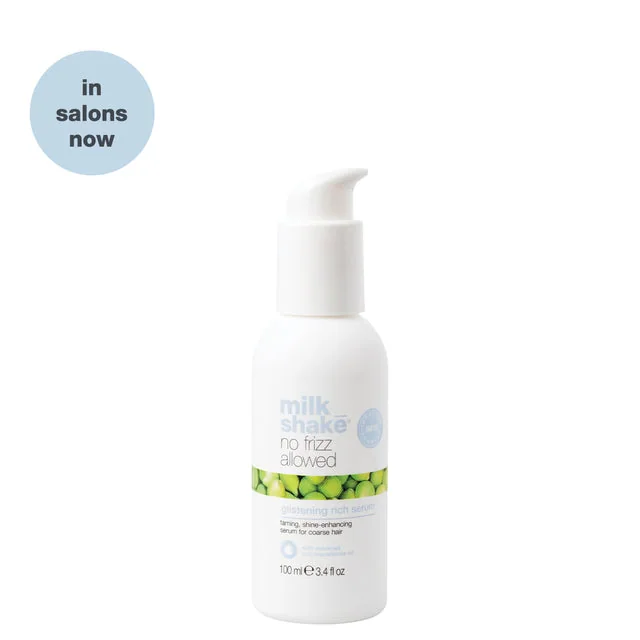 in
salons
now
milk
shake®
no frizz
allowed
glistening rich serum
taming, shine-enhancing
serum for coarse hair
100 ml ℮ 3.4 fl oz